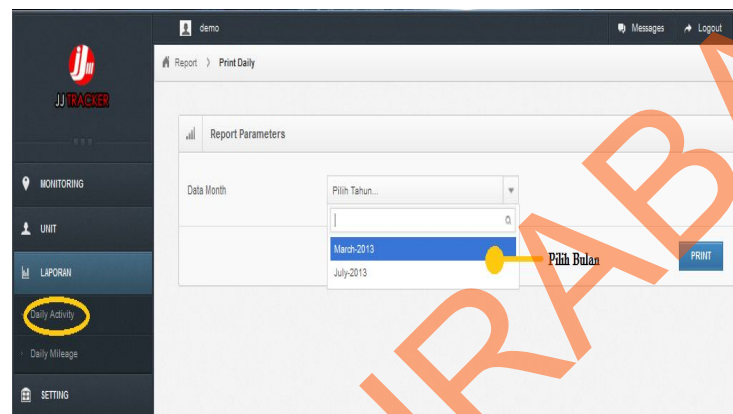 demo
Messages
Logout
JJ
JJ TRACKER
Report > Print Daily
Report Parameters
MONITORING
UNIT
LAPORAN
Daily Activity
Daily Mileage
SETTING
Data Month
Pilih Tahun...
March-2013
July-2013
Pilih Bulan
PRINT